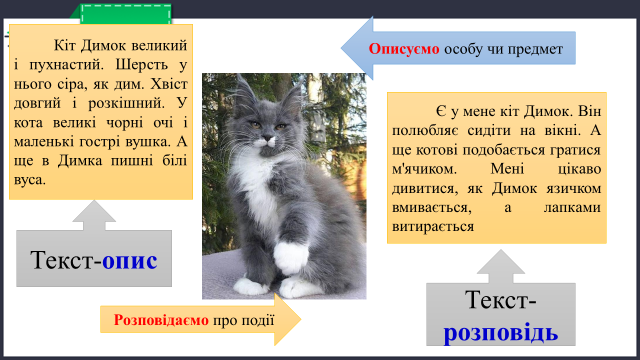 Кіт Димок великий
і пухнастий. Шерсть у
нього сіра, як дим. Хвіст
довгий і розкішний. У
кота великі чорні очі і
маленькі гострі вушка. А
ще в Димка пишні білі
вуса.
Текст-опис
Розповідаємо про події
Описуємо особу чи предмет
Є у мене кіт Димок. Він
полюбляє сидіти на вікні. А
ще котові подобається гратися
м'ячиком. Мені цікаво
дивитися, як Димок язичком
вмивається, а лапками
витирається
Текст-
розповідь